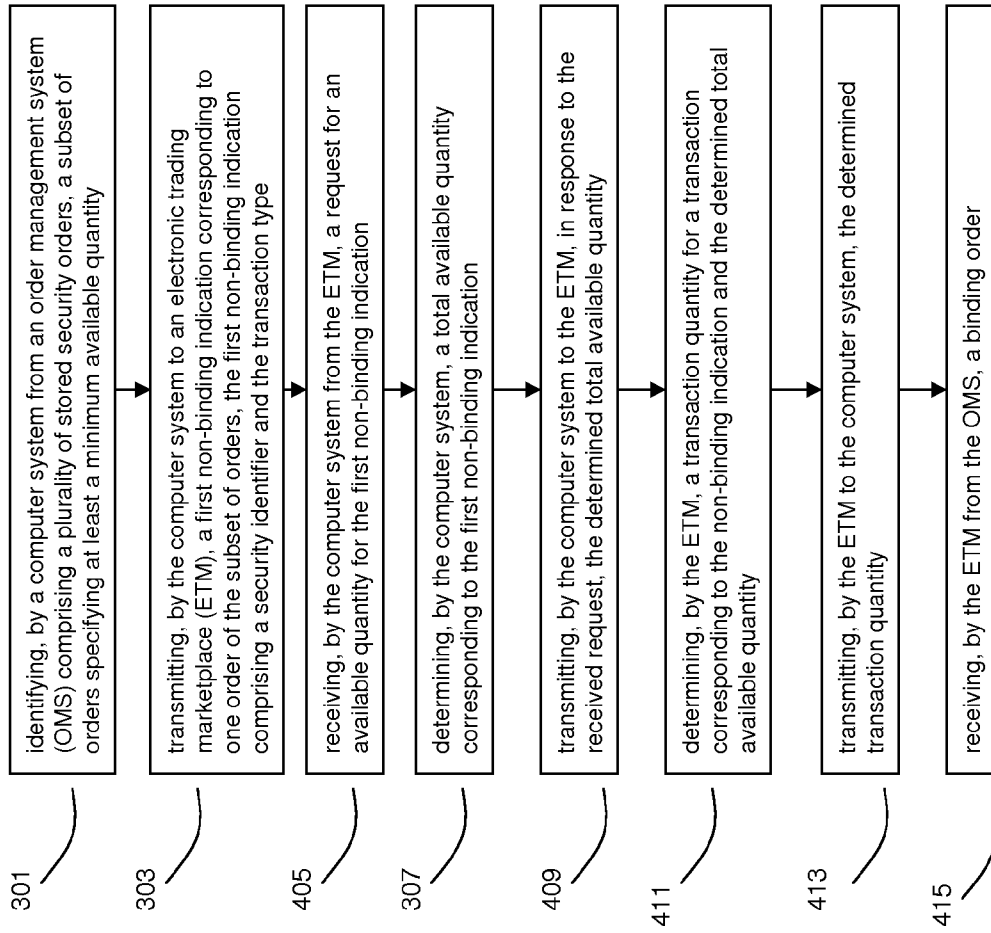 301
identifying, by a computer system from an order management system
(OMS) comprising a plurality of stored security orders, a subset of
orders specifying at least a minimum available quantity
303
transmitting, by the computer system to an electronic trading
marketplace (ETM), a first non-binding indication corresponding to
one order of the subset of orders, the first non-binding indication
comprising a security identifier and the transaction type
405
receiving, by the computer system from the ETM, a request for an
available quantity for the first non-binding indication
307
determining, by the computer system, a total available quantity
corresponding to the first non-binding indication
409
transmitting, by the computer system to the ETM, in response to the
received request, the determined total available quantity
411
determining, by the ETM, a transaction quantity for a transaction
corresponding to the non-binding indication and the determined total
available quantity
413
transmitting, by the ETM to the computer system, the determined
transaction quantity
415
receiving, by the ETM from the OMS, a binding order